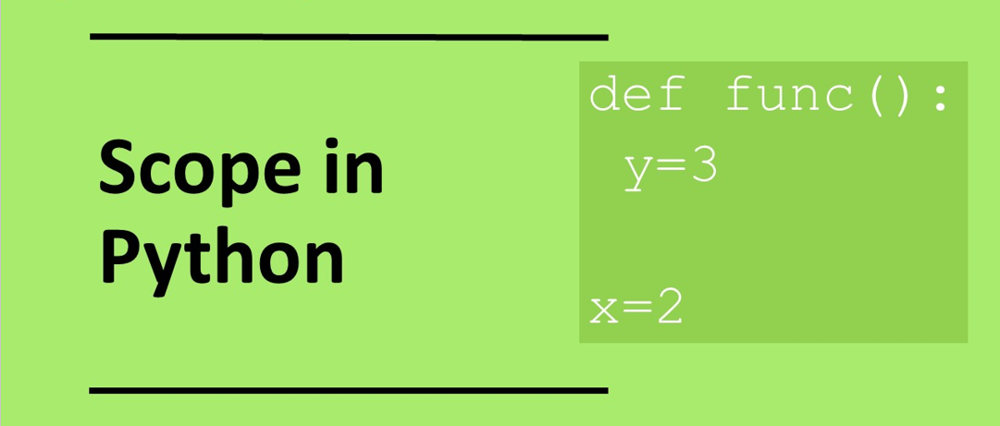 Scope in
Python
def func():
 y=3
x=2